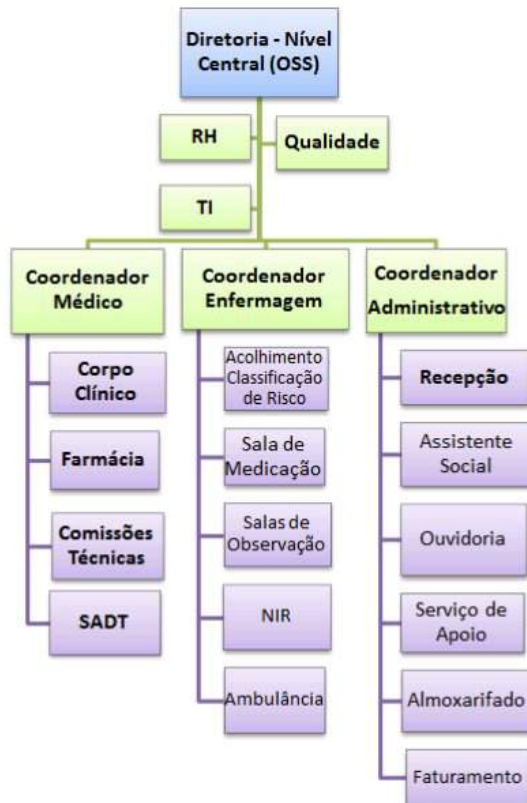 Diretoria - Nível
Central (OSS)
RH
Qualidade
TI
Coordenador
Médico
Corpo
Clínico
Farmácia
Comissões
Técnicas
SADT
Coordenador
Enfermagem
Acolhimento
Classificação
de Risco
Sala de
Medicação
Salas de
Observação
NIR
Ambulância
Coordenador
Administrativo
Recepção
Assistente
Social
Ouvidoria
Serviço de
Apoio
Almoxarifado
Faturamento